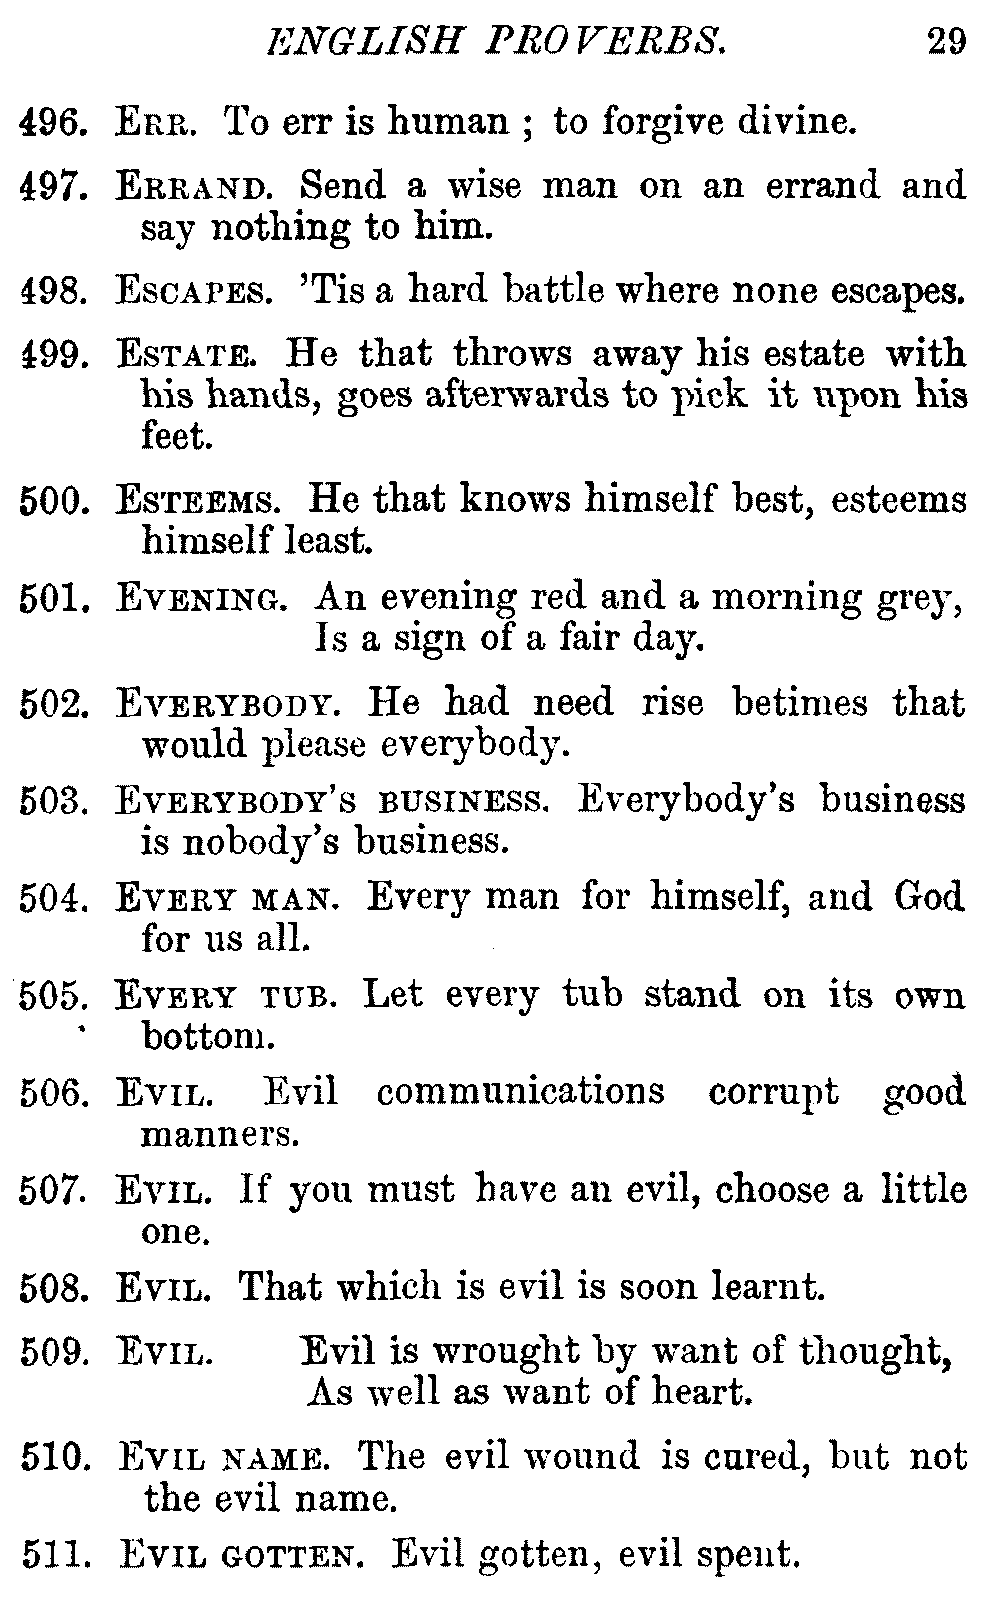 ENGLISH PROVERBS. 29
496. ERR. To err is human ; to forgive divine.
497. ERRAND. Send a wise man on an errand and
say nothing to him.
498. ESCAPES. 'Tis a hard battle where none escapes.
499. ESTATE. He that throws away his estate with
his hands, goes afterwards to pick it upon his
feet.
500. ESTEEMS. He that knows himself best, esteems
himself least.
501. EVENING. An evening red and a morning grey,
Is a sign of a fair day.
502. EVERYBODY. He had need rise betimes that
would please everybody.
503. EVERYBODY'S BUSINESS. Everybody's business
is nobody's business.
504. EVERY MAN. Every man for himself, and God
for us all.
505. EVERY TUB. Let every tub stand on its own
bottom.
506. EVIL. Evil communications corrupt good
manners.
507. EVIL. If you must have an evil, choose a little
one.
508. EVIL. That which is evil is soon learnt.
509. EVIL. Evil is wrought by want of thought,
As well as want of heart.
510. EVIL NAME. The evil wound is cured, but not
the evil name.
511. EVIL GOTTEN. Evil gotten, evil spent.